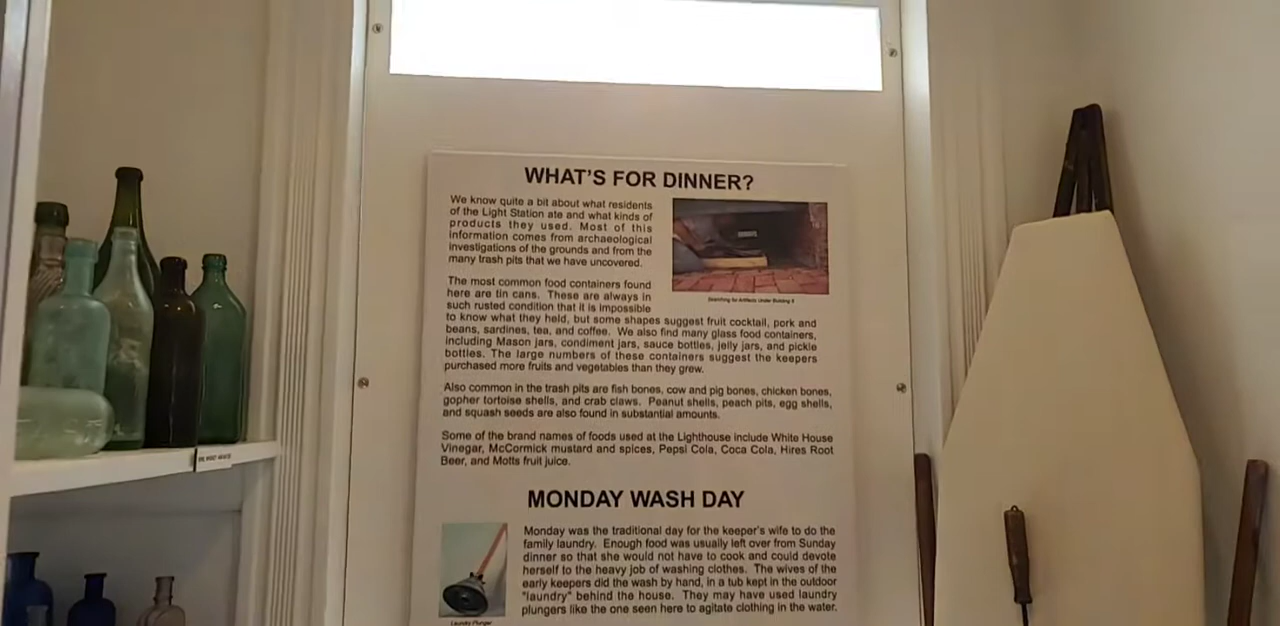 WHAT'S FOR DINNER?
We know quite a bit about what residents
of the Light Station ate and what kinds of
products they used. Most of this
information comes from archaeological
investigations of the grounds and from the
many trash pits that we have uncovered.
Searching for Artifacts Under Building
The most common food containers found
here are tin cans. These are always in
such rusted condition that it is impossible
to know what they held, but some shapes suggest fruit cocktail, pork and
beans, sardines, tea, and coffee. We also find many glass food containers,
including Mason jars, condiment jars, sauce bottles, jelly jars, and pickle
bottles. The large numbers of these containers suggest the keepers
purchased more fruits and vegetables than they grew.
Also common in the trash pits are fish bones, cow and pig bones, chicken bones,
gopher tortoise shells, and crab claws. Peanut shells, peach pits, egg shells,
and squash seeds are also found in substantial amounts.
Some of the brand names of foods used at the Lighthouse include White House
Vinegar, McCormick mustard and spices, Pepsi Cola, Coca Cola, Hires Root
Beer, and Motts fruit juice.
MONDAY WASH DAY
Monday was the traditional day for the keeper's wife to do the
family laundry. Enough food was usually left over from Sunday
dinner so that she would not have to cook and could devote
herself to the heavy job of washing clothes. The wives of the
early keepers did the wash by hand, in a tub kept in the outdoor
"laundry" behind the house. They may have used laundry
plungers like the one seen here to agitate clothing in the water.
Laundry Plunger